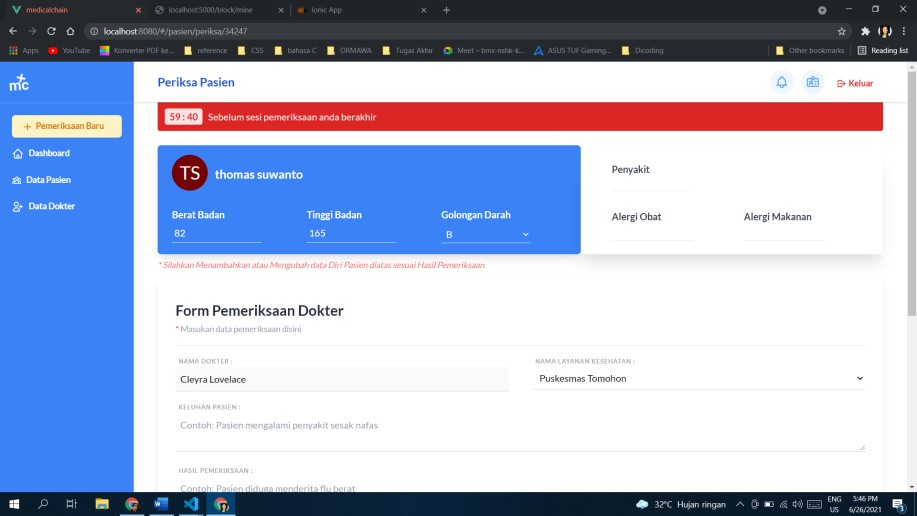 medicalchain
localhost:5000/block/mine
Ionic App
localhost:8080/#/pasien/periksa/34247
Apps
YouTube
Konverter PDF ke...
reference
CSS
bahasa C
ORMAWA
Tugas Akhir
Meet – bmx-nshk-k...
ASUS TUF Gaming...
Dicoding
Other bookmarks
Reading list
mc
Periksa Pasien
Keluar
59 : 40 Sebelum sesi pemeriksaan anda berakhir
+ Pemeriksaan Baru
Dashboard
Data Pasien
Data Dokter
TS thomas suwanto
Berat Badan
Tinggi Badan
Golongan Darah
82
165
B
Penyakit
Alergi Obat
Alergi Makanan
* Silahkan Menambahkan atau Mengubah data Diri Pasien diatas sesuai Hasil Pemeriksaan
Form Pemeriksaan Dokter
* Masukan data pemeriksaan disini
NAMA DOKTER :
Cleyra Lovelace
NAMA LAYANAN KESEHATAN :
Puskesmas Tomohon
KELUHAN PASIEN :
Contoh: Pasien mengalami penyakit sesak nafas
HASIL PEMERIKSAAN :
Contoh: Pasien diduga menderita flu berat
32°C Hujan ringan
ENG
US
5:46 PM
6/26/2021
3